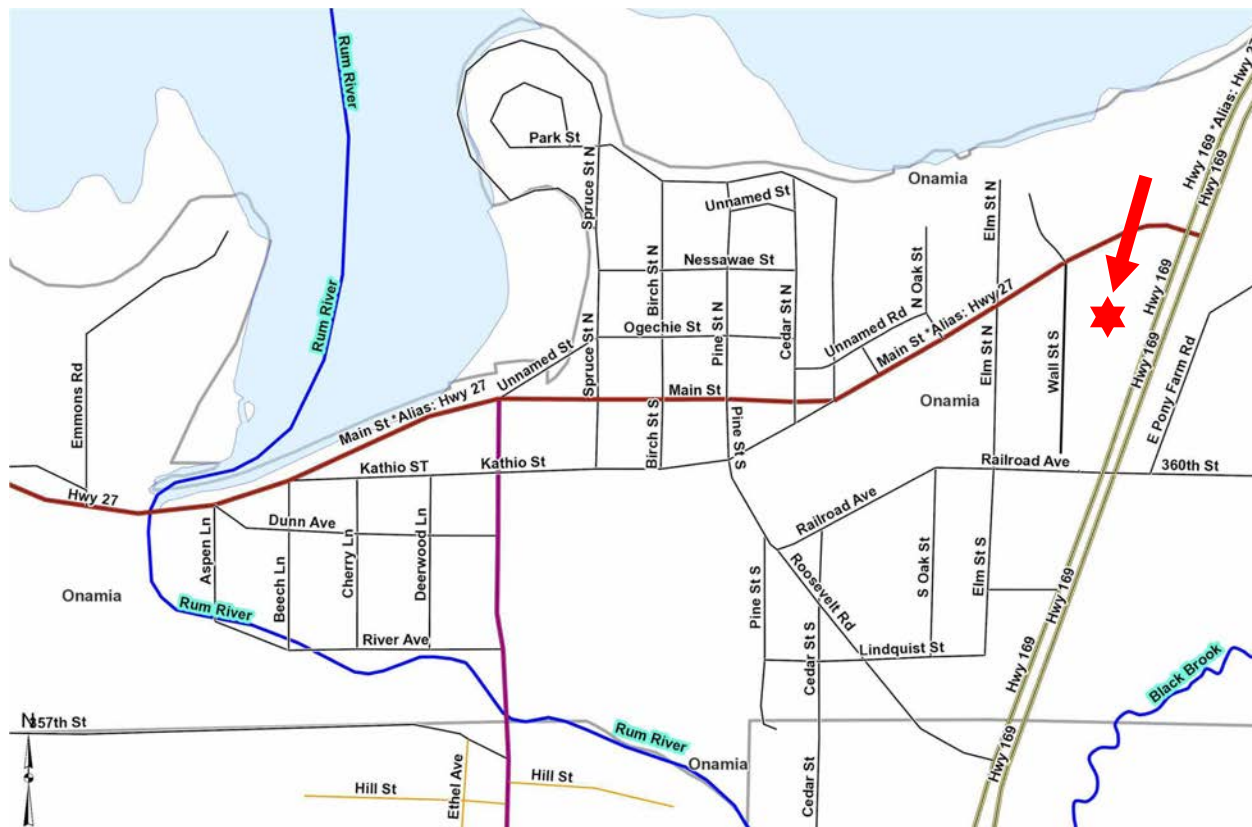 Rum River
Hwy 169 *Alias: Hwy 27
Hwy 169
Park St
Spruce St N
Onamia
Unnamed St
Elm St N
Birch St N
Nessawae St
Cedar St N
N Oak St
Hwy 169
Rum River
Ogechie St
Pine St N
Unnamed Rd
Main St *Alias: Hwy 27
Emmons Rd
Unnamed St
Spruce St N
Elm St N
Wall St S
Hwy 169
E Pony Farm Rd
Main St *Alias: Hwy 27
Main St
Onamia
Birch St S
Pine St S
Kathio ST
Kathio St
Railroad Ave
360th St
Hwy 27
Dunn Ave
Railroad Ave
Aspen Ln
Beech Ln
Cherry Ln
Deerwood Ln
Pine St S
Roosevelt Rd
S Oak St
Elm St S
Hwy 169
Onamia
Rum River
River Ave
Cedar St S
Lindquist St
Hwy 169
Black Brook
N
357th St
Rum River
Onamia
Hwy 169
Hill St
Hill St
Ethel Ave
Cedar St